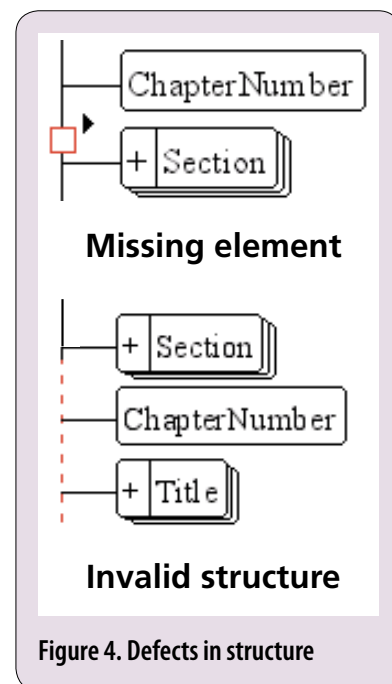 ChapterNumber
+ Section
Missing element
+ Section
ChapterNumber
+ Title
Invalid structure
Figure 4. Defects in structure